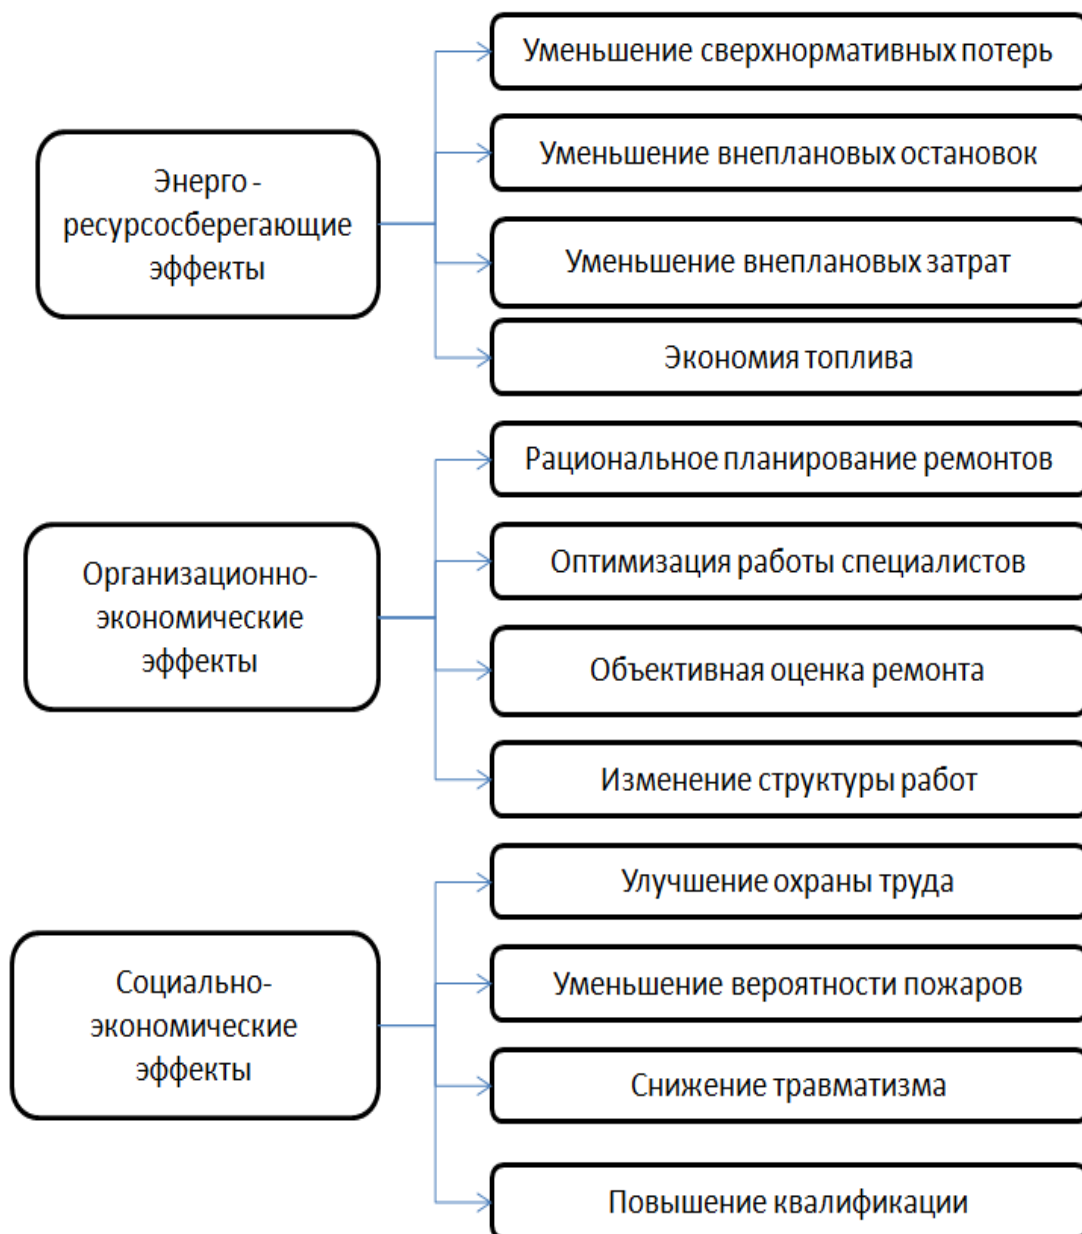 Энерго -
ресурсосберегающие
эффекты
Уменьшение сверхнормативных потерь
Уменьшение внеплановых остановок
Уменьшение внеплановых затрат
Экономия топлива
Организационно-
экономические
эффекты
Рациональное планирование ремонтов
Оптимизация работы специалистов
Объективная оценка ремонта
Изменение структуры работ
Социально-
экономические
эффекты
Улучшение охраны труда
Уменьшение вероятности пожаров
Снижение травматизма
Повышение квалификации